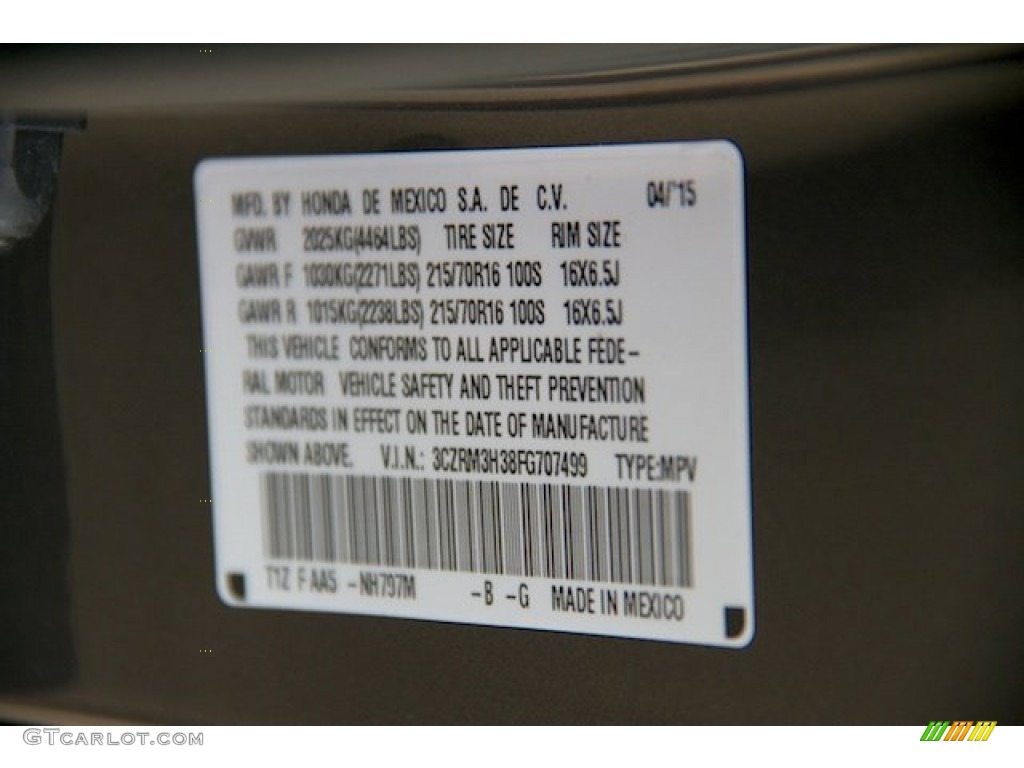 MFD. BY HONDA DE MEXICO S.A. DE C.V. 04/'15
GVWR 2025KG(4464LBS) TIRE SIZE RIM SIZE
GAWR F 1030KG(2271LBS) 215/70R16 100S 16X6.5J
GAWR R 1015KG(2238LBS) 215/70R16 100S 16X6.5J
THIS VEHICLE CONFORMS TO ALL APPLICABLE FEDE-
RAL MOTOR VEHICLE SAFETY AND THEFT PREVENTION
STANDARDS IN EFFECT ON THE DATE OF MANUFACTURE
SHOWN ABOVE. V.I.N.: 3CZRM3H38FG707499 TYPE:MPV
T1Z F AA5 -NH797M -B -G MADE IN MEXICO
GTCARLOT.COM